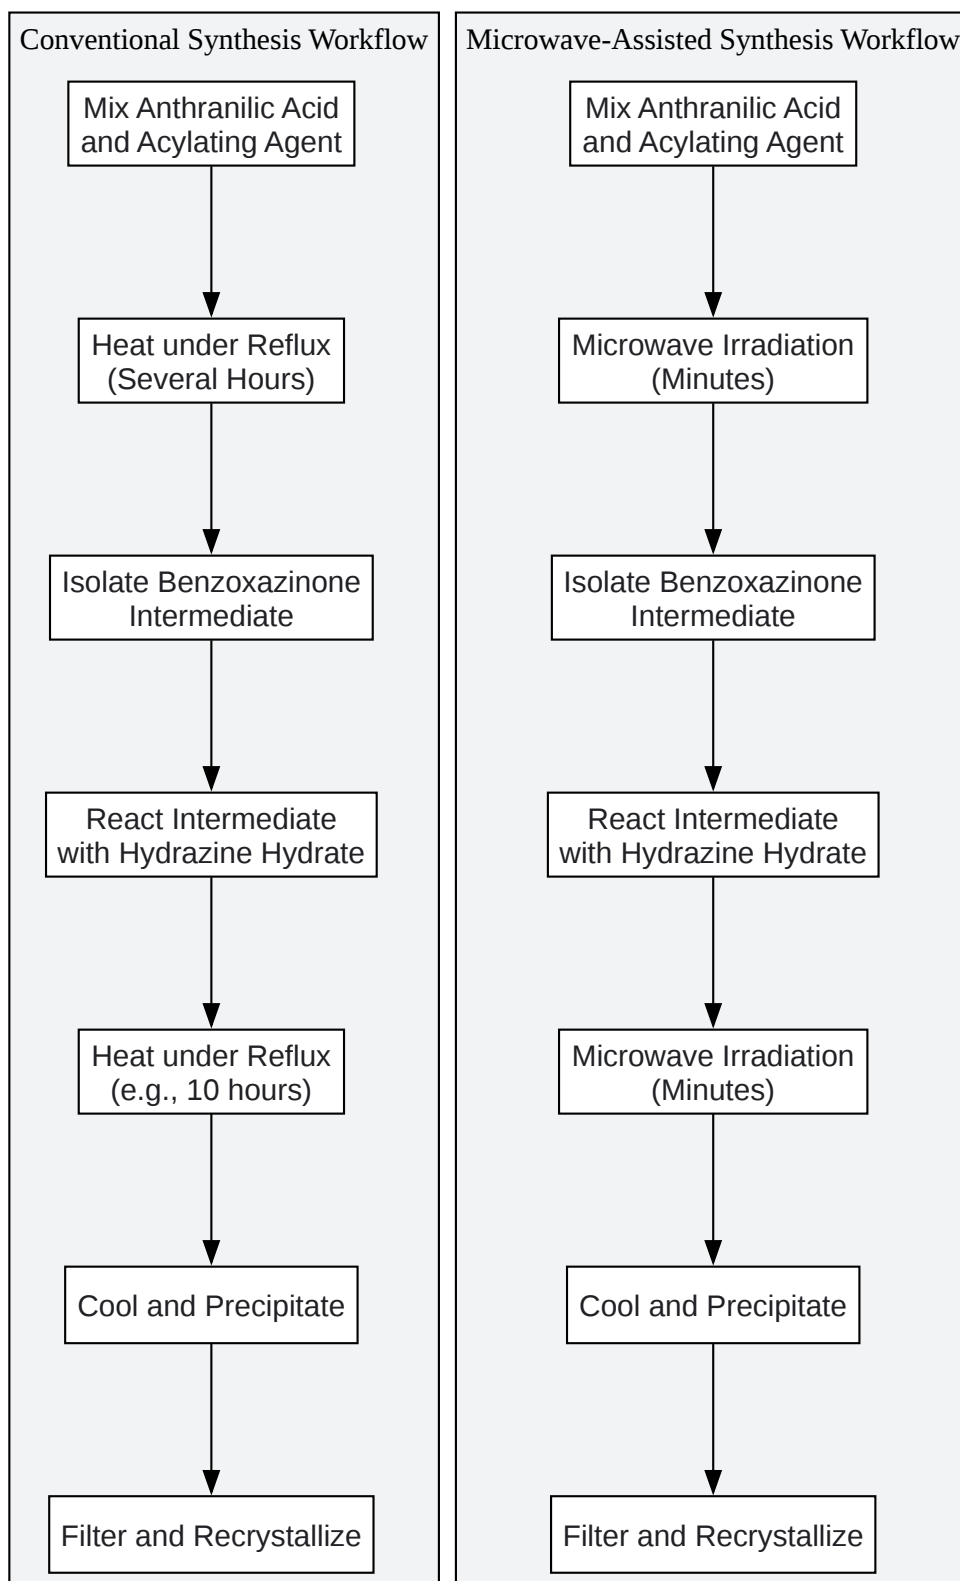 Conventional Synthesis Workflow
Mix Anthranilic Acid
and Acylating Agent
Heat under Reflux
(Several Hours)
Isolate Benzoxazinone
Intermediate
React Intermediate
with Hydrazine Hydrate
Heat under Reflux
(e.g., 10 hours)
Cool and Precipitate
Filter and Recrystallize
Microwave-Assisted Synthesis Workflow
Mix Anthranilic Acid
and Acylating Agent
Microwave Irradiation
(Minutes)
Isolate Benzoxazinone
Intermediate
React Intermediate
with Hydrazine Hydrate
Microwave Irradiation
(Minutes)
Cool and Precipitate
Filter and Recrystallize